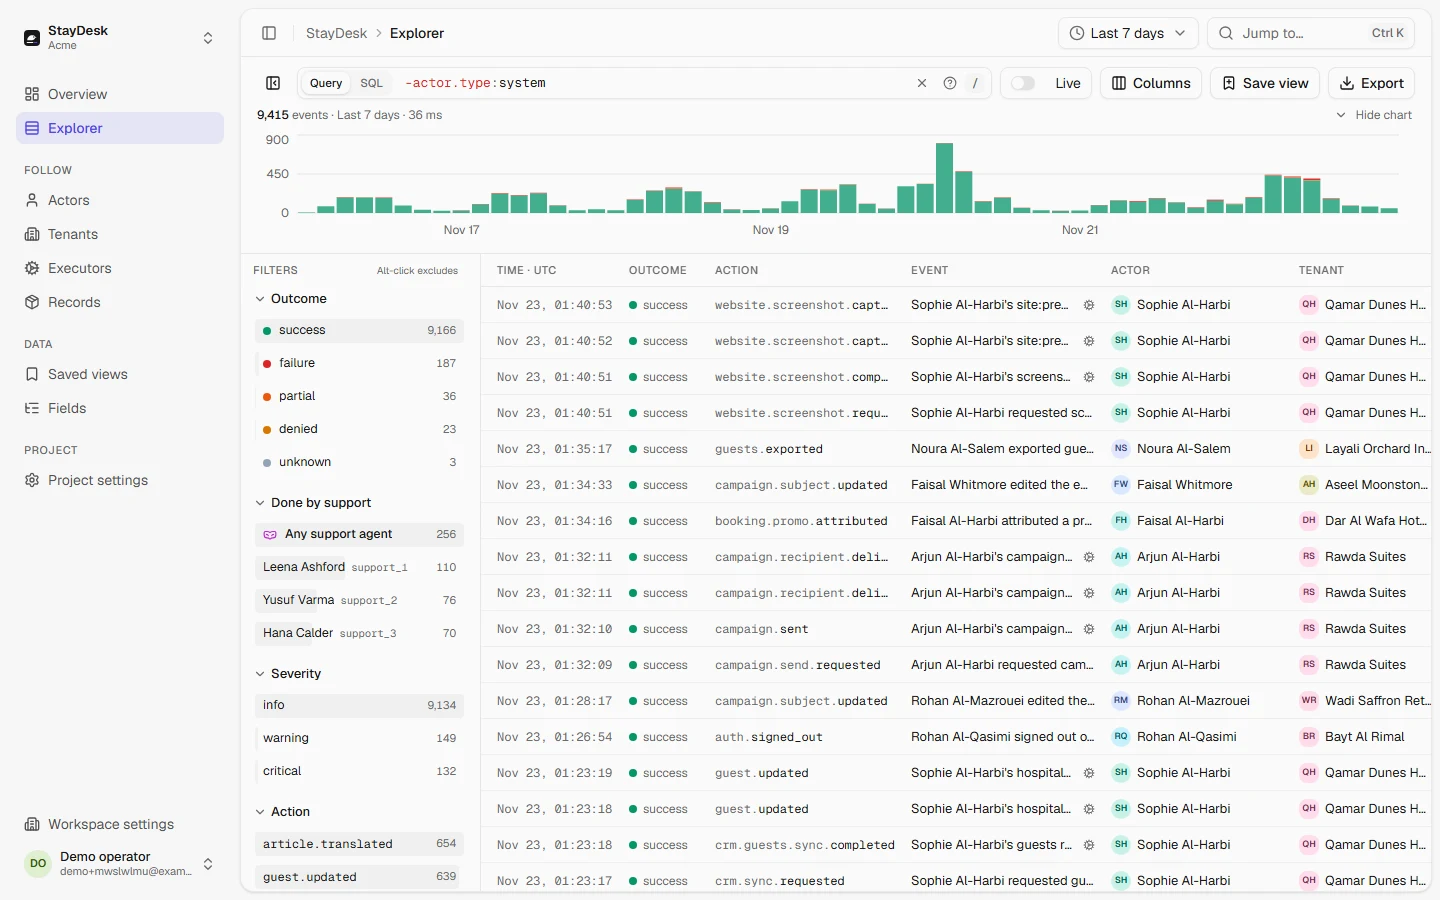 StayDesk
Acme
Overview
Explorer
FOLLOW
Actors
Tenants
Executors
Records
DATA
Saved views
Fields
PROJECT
Project settings
Workspace settings
DO
Demo operator
demo+mwslwlmu@exam...
StayDesk > Explorer
Last 7 days
Jump to...
Ctrl K
Query SQL -actor.type:system
/
Live
Columns
Save view
Export
9,415 events · Last 7 days · 36 ms
Hide chart
900
450
0
Nov 17 Nov 19 Nov 21
FILTERS Alt-click excludes
Outcome
success 9,166
failure 187
partial 36
denied 23
unknown 3
Done by support
Any support agent 256
Leena Ashford support_1 110
Yusuf Varma support_2 76
Hana Calder support_3 70
Severity
info 9,134
warning 149
critical 132
Action
article.translated 654
guest.updated 639
TIME · UTC OUTCOME ACTION EVENT ACTOR TENANT
Nov 23, 01:40:53 success website.screenshot.capt... Sophie Al-Harbi's site:pre... SH Sophie Al-Harbi QH Qamar Dunes H...
Nov 23, 01:40:52 success website.screenshot.capt... Sophie Al-Harbi's site:pre... SH Sophie Al-Harbi QH Qamar Dunes H...
Nov 23, 01:40:51 success website.screenshot.comp... Sophie Al-Harbi's screens... SH Sophie Al-Harbi QH Qamar Dunes H...
Nov 23, 01:40:51 success website.screenshot.requ... Sophie Al-Harbi requested sc... SH Sophie Al-Harbi QH Qamar Dunes H...
Nov 23, 01:35:17 success guests.exported Noura Al-Salem exported gue... NS Noura Al-Salem LI Layali Orchard In...
Nov 23, 01:34:33 success campaign.subject.updated Faisal Whitmore edited the e... FW Faisal Whitmore AH Aseel Moonston...
Nov 23, 01:34:16 success booking.promo.attributed Faisal Al-Harbi attributed a pr... FH Faisal Al-Harbi DH Dar Al Wafa Hot...
Nov 23, 01:32:11 success campaign.recipient.deli... Arjun Al-Harbi's campaign... AH Arjun Al-Harbi RS Rawda Suites
Nov 23, 01:32:11 success campaign.recipient.deli... Arjun Al-Harbi's campaign... AH Arjun Al-Harbi RS Rawda Suites
Nov 23, 01:32:10 success campaign.sent Arjun Al-Harbi's campaign... AH Arjun Al-Harbi RS Rawda Suites
Nov 23, 01:32:09 success campaign.send.requested Arjun Al-Harbi requested cam... AH Arjun Al-Harbi RS Rawda Suites
Nov 23, 01:28:17 success campaign.subject.updated Rohan Al-Mazrouei edited the... RM Rohan Al-Mazrouei WR Wadi Saffron Ret...
Nov 23, 01:26:54 success auth.signed_out Rohan Al-Qasimi signed out o... RQ Rohan Al-Qasimi BR Bayt Al Rimal
Nov 23, 01:23:19 success guest.updated Sophie Al-Harbi's hospital... SH Sophie Al-Harbi QH Qamar Dunes H...
Nov 23, 01:23:18 success guest.updated Sophie Al-Harbi's hospital... SH Sophie Al-Harbi QH Qamar Dunes H...
Nov 23, 01:23:18 success crm.guests.sync.completed Sophie Al-Harbi's guests r... SH Sophie Al-Harbi QH Qamar Dunes H...
Nov 23, 01:23:17 success crm.sync.requested Sophie Al-Harbi requested gu... SH Sophie Al-Harbi QH Qamar Dunes H...